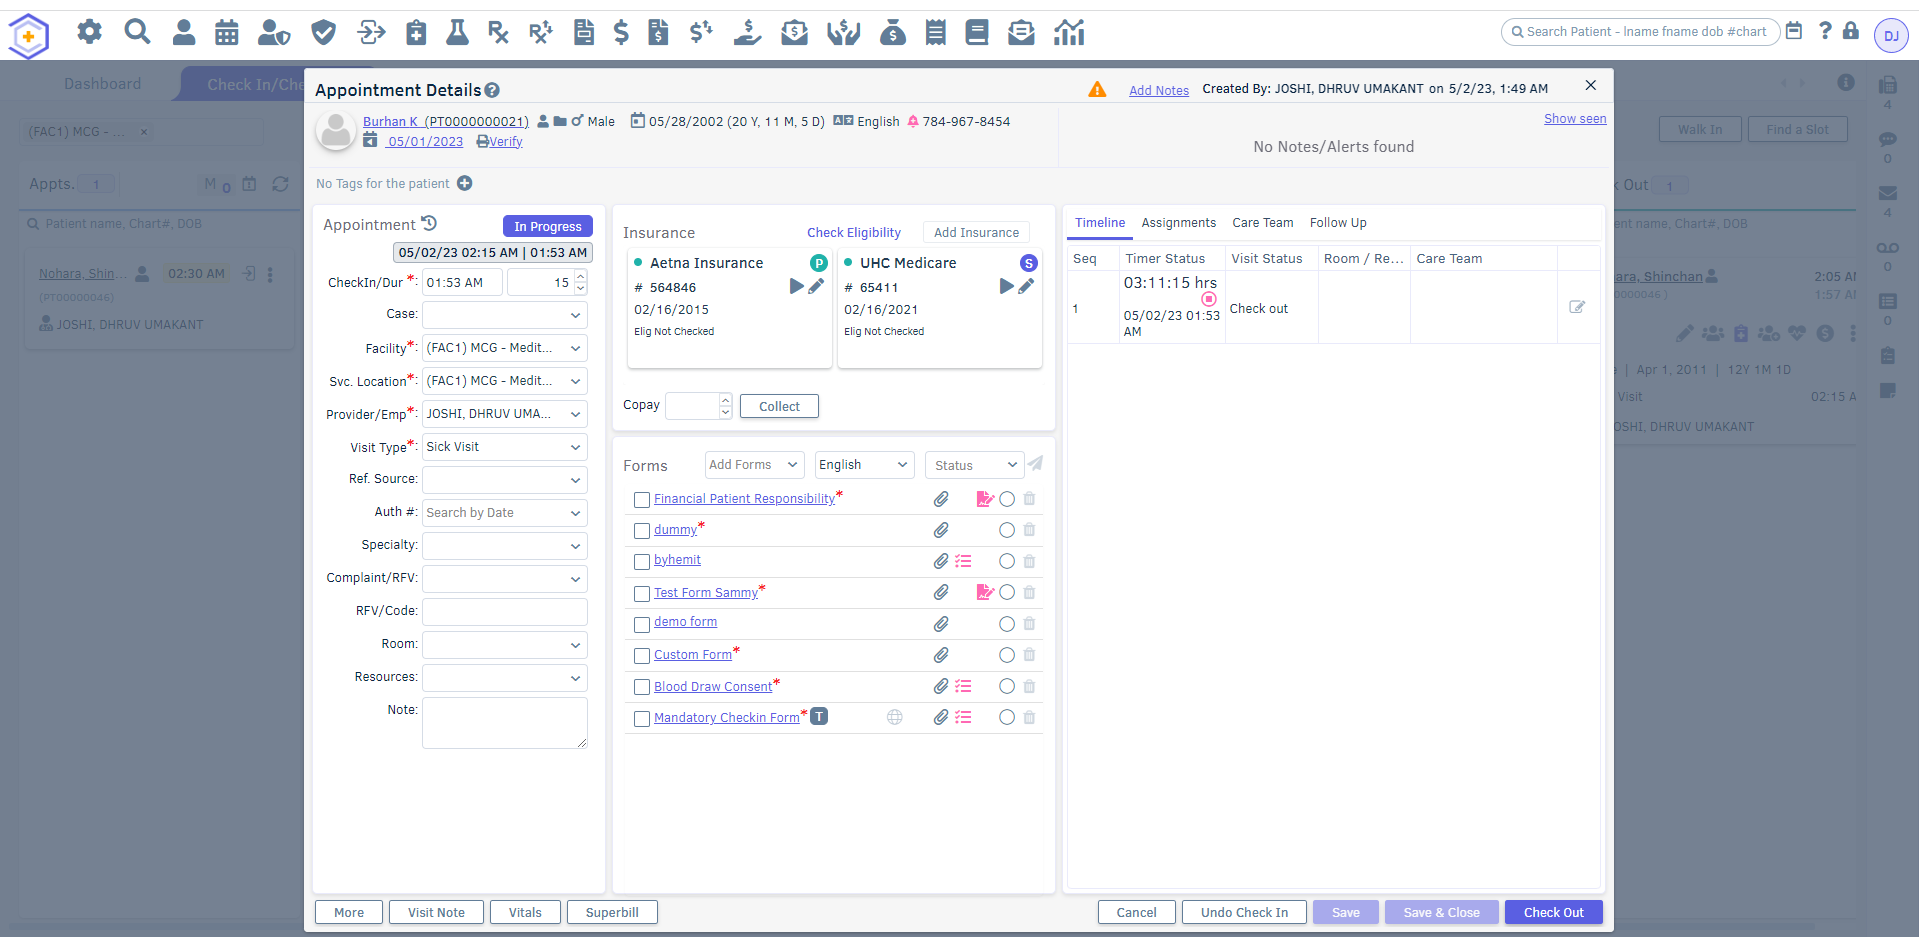 Search Patient - lname fname dob #chart
DJ
Dashboard
Check In/Che
(FAC1) MCG - ...
Walk In
Find a Slot
Appts. 1
M 0
Patient name, Chart#, DOB
Nohara, Shin...
02:30 AM
(PT00000046)
JOSHI, DHRUV UMAKANT
Appointment Details
Add Notes
Created By: JOSHI, DHRUV UMAKANT on 5/2/23, 1:49 AM
Burhan K (PT0000000021) Male 05/28/2002 (20 Y, 11 M, 5 D) English 784-967-8454
05/01/2023 Verify
Show seen
No Notes/Alerts found
No Tags for the patient
Appointment
In Progress
05/02/23 02:15 AM | 01:53 AM
CheckIn/Dur*: 01:53 AM 15
Case:
Facility*: (FAC1) MCG - Medit...
Svc. Location*: (FAC1) MCG - Medit...
Provider/Emp*: JOSHI, DHRUV UMA...
Visit Type*: Sick Visit
Ref. Source:
Auth #: Search by Date
Specialty:
Complaint/RFV:
RFV/Code:
Room:
Resources:
Note:
Insurance
Check Eligibility
Add Insurance
Aetna Insurance P
# 564846
02/16/2015
Elig Not Checked
UHC Medicare S
# 65411
02/16/2021
Elig Not Checked
Copay
Collect
Forms
Add Forms
English
Status
Financial Patient Responsibility*
dummy*
byhemit
Test Form Sammy*
demo form
Custom Form*
Blood Draw Consent*
Mandatory Checkin Form* T
Timeline
Assignments
Care Team
Follow Up
Seq Timer Status Visit Status Room / Re... Care Team
1
03:11:15 hrs
05/02/23 01:53
AM
Check out
k Out 1
ent name, Chart#, DOB
ara, Shinchan
2:05 AM
1:57
| Apr 1, 2011 | 12Y 1M 1D
Visit
02:15 A
OSHI, DHRUV UMAKANT
4
0
4
0
0
More
Visit Note
Vitals
Superbill
Cancel
Undo Check In
Save
Save & Close
Check Out